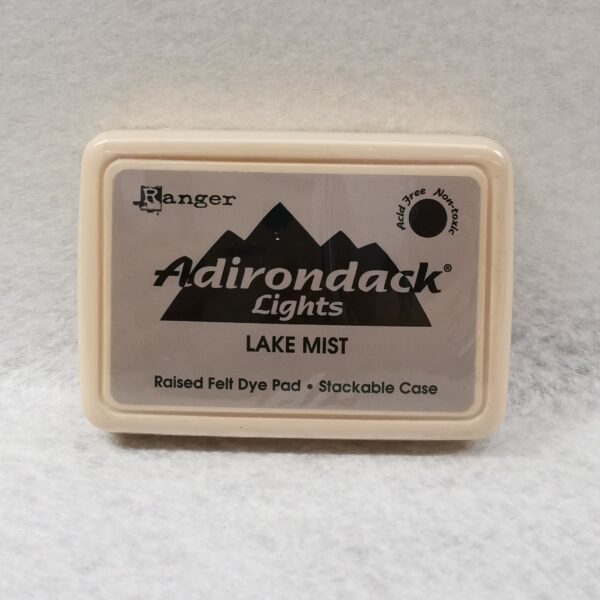 Ranger
Acid Free Non-toxic
Adirondack®
Lights
LAKE MIST
Raised Felt Dye Pad • Stackable Case